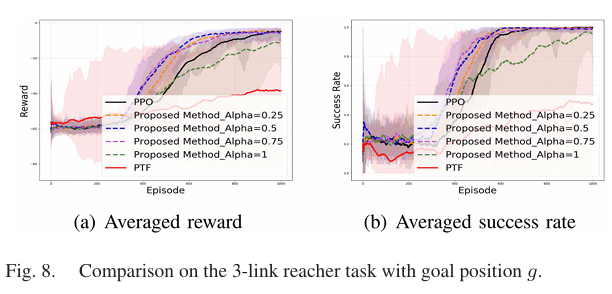 Reward
PPO
Proposed Method_Alpha=0.25
Proposed Method_Alpha=0.5
Proposed Method_Alpha=0.75
Proposed Method_Alpha=1
PTF
Episode
(a) Averaged reward
Success Rate
PPO
Proposed Method_Alpha=0.25
Proposed Method_Alpha=0.5
Proposed Method_Alpha=0.75
Proposed Method_Alpha=1
PTF
Episode
(b) Averaged success rate
Fig. 8. Comparison on the 3-link reacher task with goal position g.